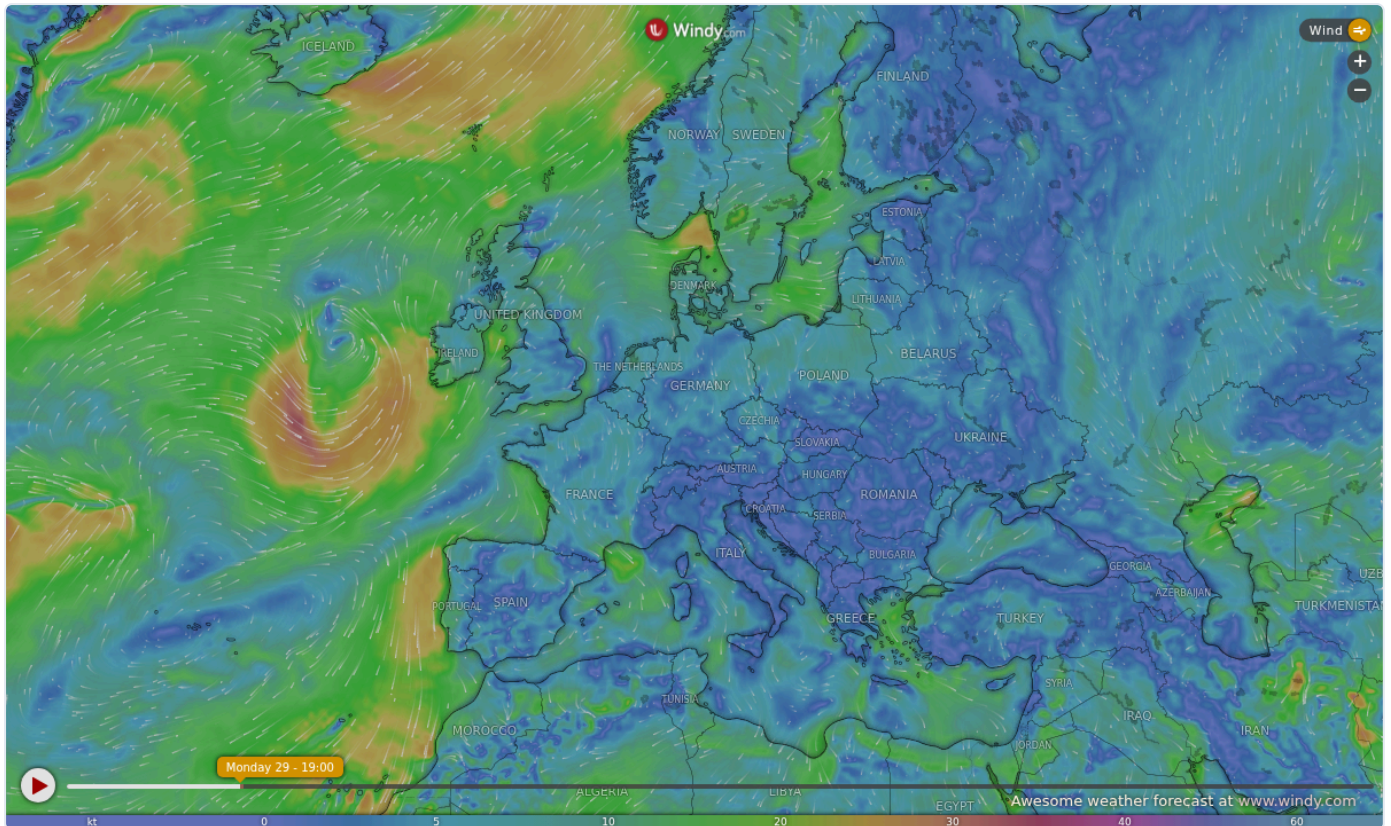 Windy.com
Wind
+
−
ICELAND
FINLAND
NORWAY
SWEDEN
ESTONIA
LATVIA
DENMARK
LITHUANIA
UNITED KINGDOM
IRELAND
BELARUS
THE NETHERLANDS
POLAND
GERMANY
CZECHIA
UKRAINE
SLOVAKIA
AUSTRIA
HUNGARY
FRANCE
ROMANIA
CROATIA
SERBIA
ITALY
BULGARIA
GEORGIA
UZB
AZERBAIJAN
SPAIN
PORTUGAL
TURKMENISTAN
GREECE
TURKEY
SYRIA
TUNISIA
IRAQ
MOROCCO
IRAN
JORDAN
Monday 29 - 19:00
ALGERIA
LIBYA
EGYPT
Awesome weather forecast at www.windy.com
kt 0 5 10 20 30 40 60